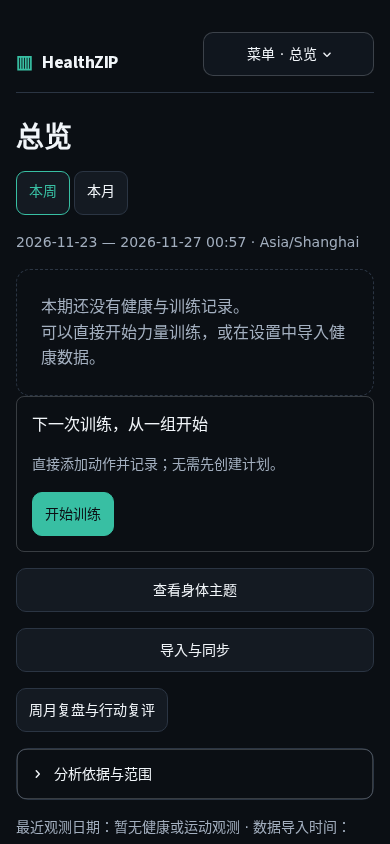 HealthZIP
菜单 · 总览
总览
本周
本月
2026-11-23 — 2026-11-27 00:57 · Asia/Shanghai
本期还没有健康与训练记录。
可以直接开始力量训练，或在设置中导入健
康数据。
下一次训练，从一组开始
直接添加动作并记录；无需先创建计划。
开始训练
查看身体主题
导入与同步
周月复盘与行动复评
分析依据与范围
最近观测日期：暂无健康或运动观测 · 数据导入时间：